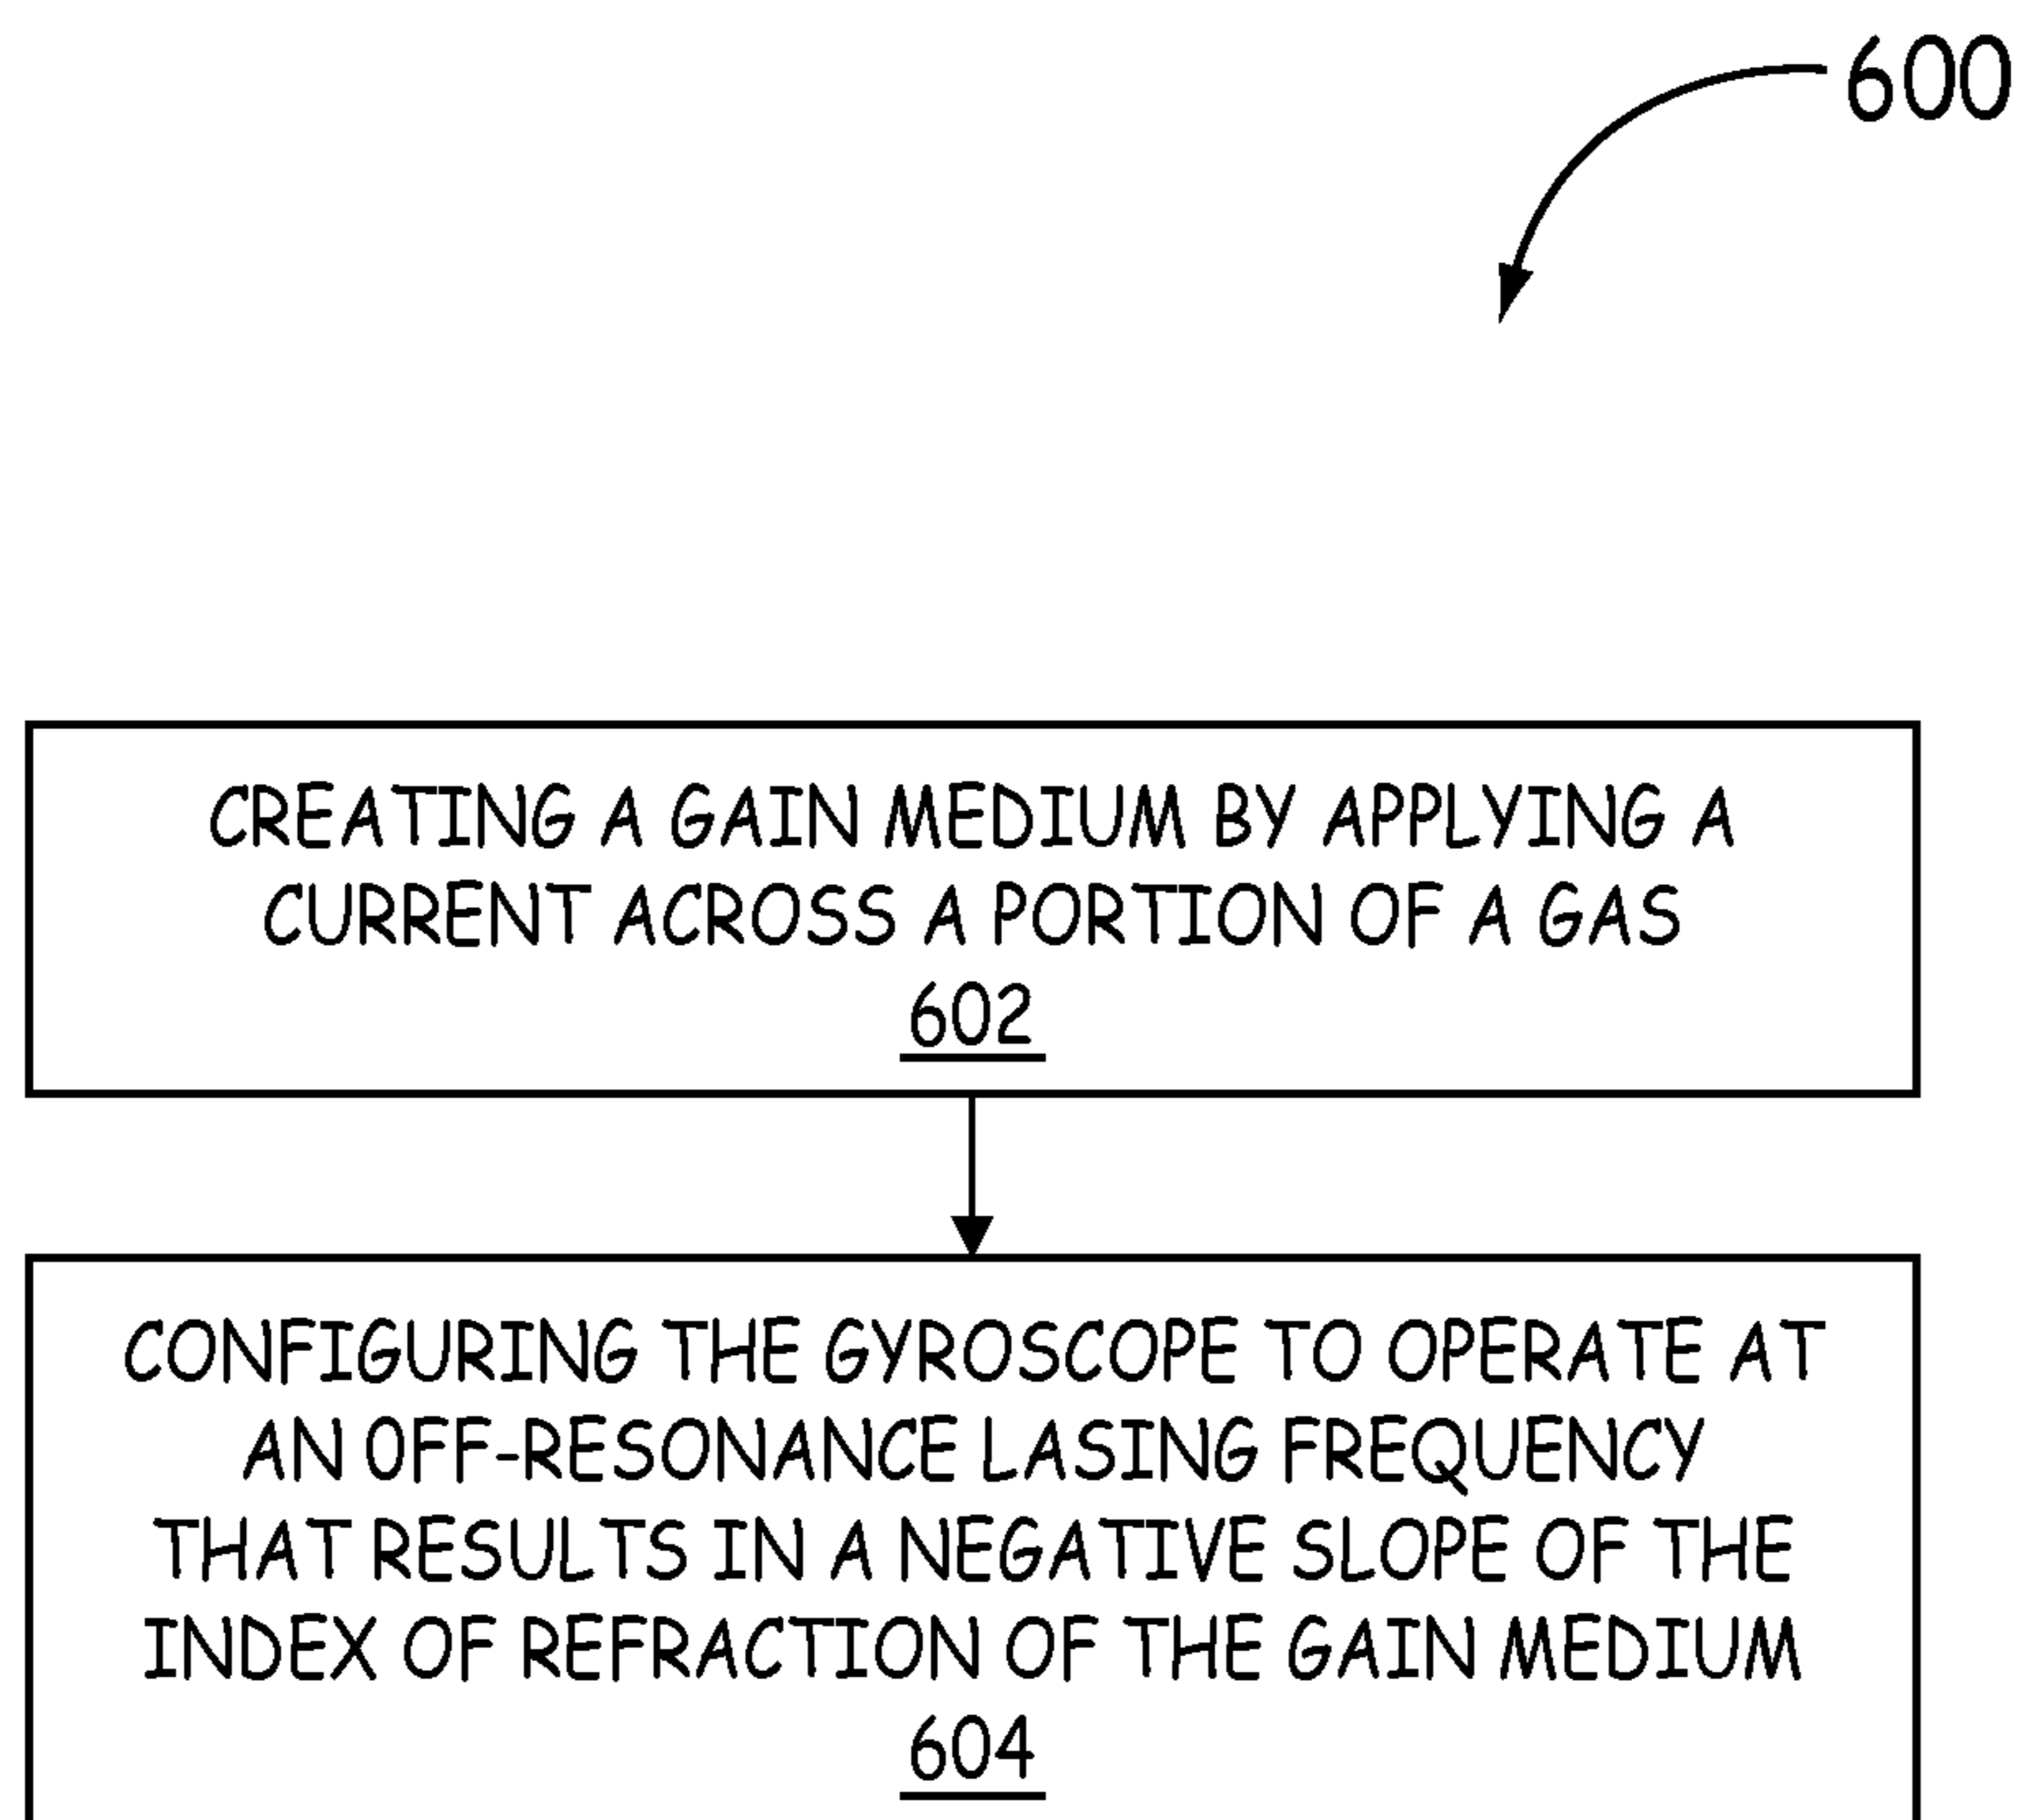 600
CREATING A GAIN MEDIUM BY APPLYING A
CURRENT ACROSS A PORTION OF A GAS
602
CONFIGURING THE GYROSCOPE TO OPERATE AT
AN OFF-RESONANCE LASING FREQUENCY
THAT RESULTS IN A NEGATIVE SLOPE OF THE
INDEX OF REFRACTION OF THE GAIN MEDIUM
604